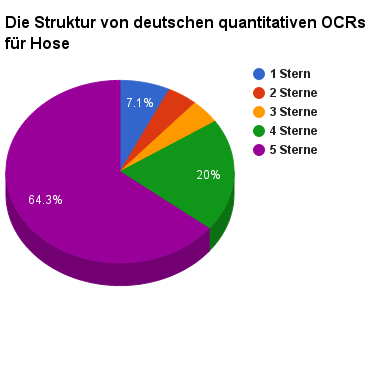 Die Struktur von deutschen quantitativen OCRs
für Hose
1 Stern
2 Sterne
3 Sterne
4 Sterne
5 Sterne
7.1%
20%
64.3%